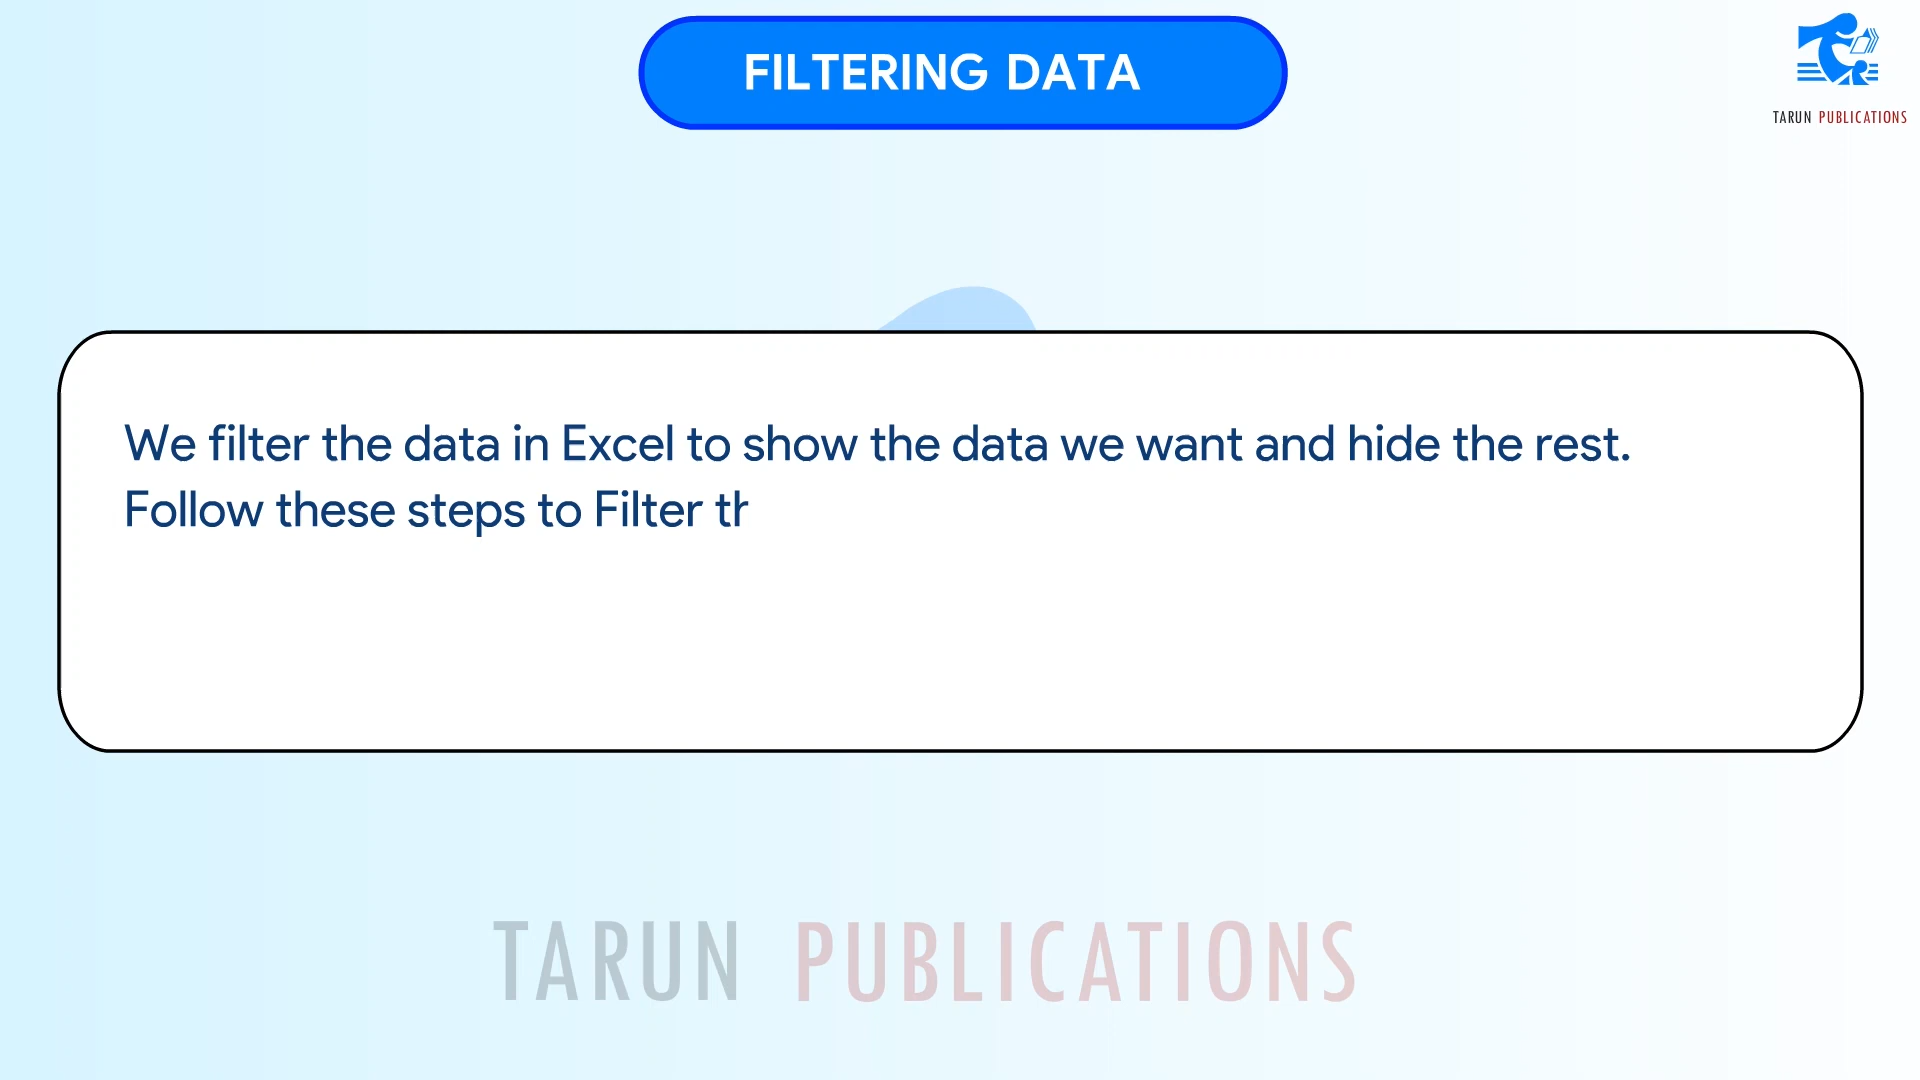 FILTERING DATA
TARUN PUBLICATIONS
We filter the data in Excel to show the data we want and hide the rest.
Follow these steps to Filter th
TARUN PUBLICATIONS